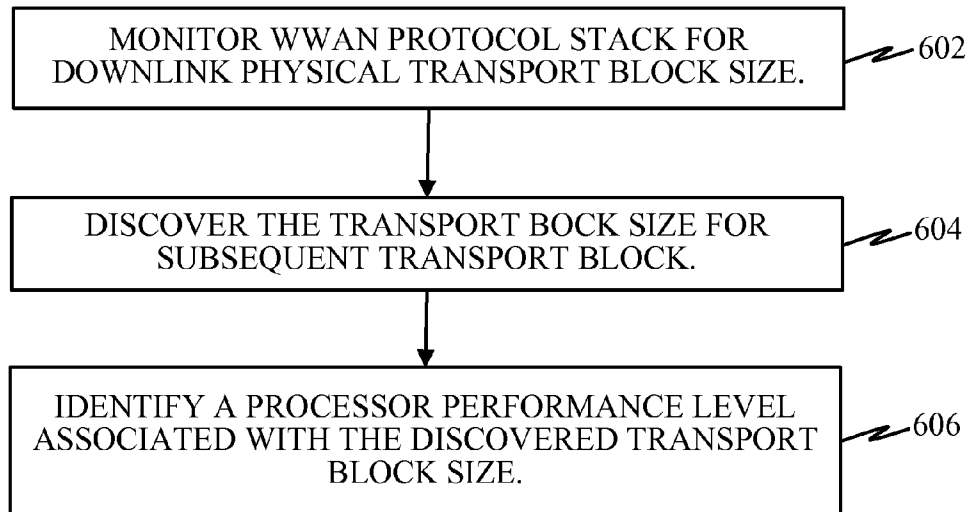 MONITOR WWAN PROTOCOL STACK FOR
DOWNLINK PHYSICAL TRANSPORT BLOCK SIZE.
602
DISCOVER THE TRANSPORT BOCK SIZE FOR
SUBSEQUENT TRANSPORT BLOCK.
604
IDENTIFY A PROCESSOR PERFORMANCE LEVEL
ASSOCIATED WITH THE DISCOVERED TRANSPORT
BLOCK SIZE.
606